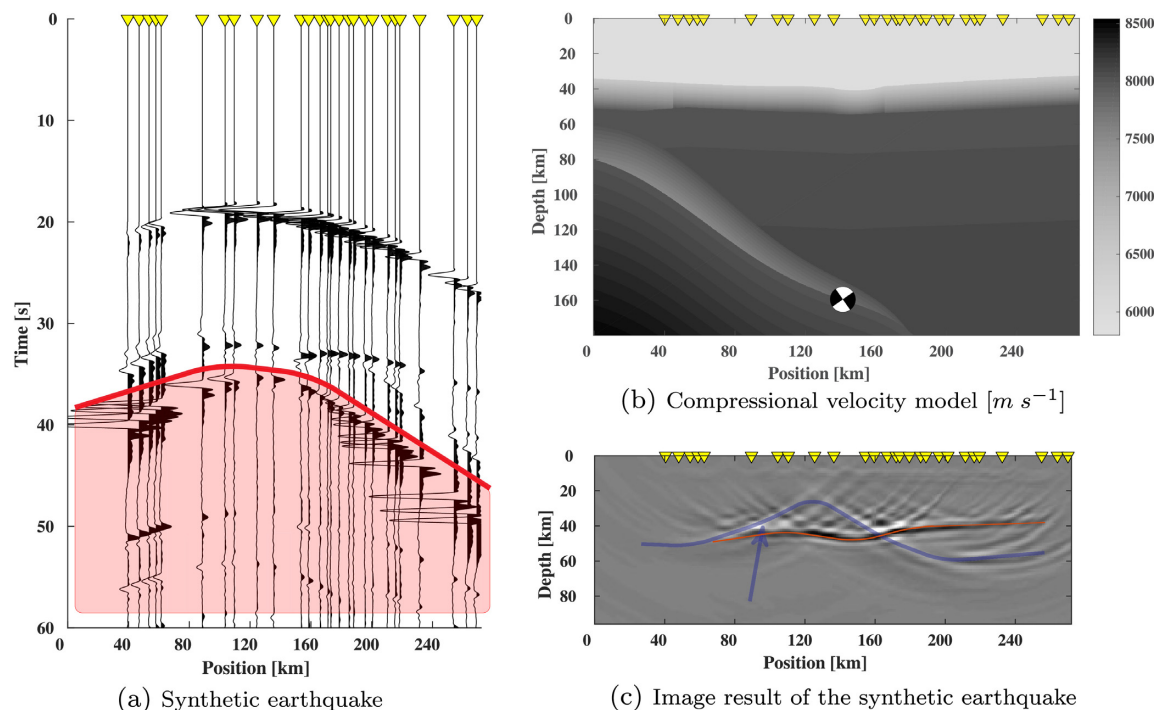 0
10
20
30
40
50
60
Time [s]
0 40 80 120 160 200 240
Position [km]
(a) Synthetic earthquake
0
20
40
60
80
100
120
140
160
Depth [km]
0 40 80 120 160 200 240
Position [km]
8500
8000
7500
7000
6500
6000
(b) Compressional velocity model [m s⁻¹]
0
20
40
60
80
Depth [km]
0 40 80 120 160 200 240
Position [km]
(c) Image result of the synthetic earthquake